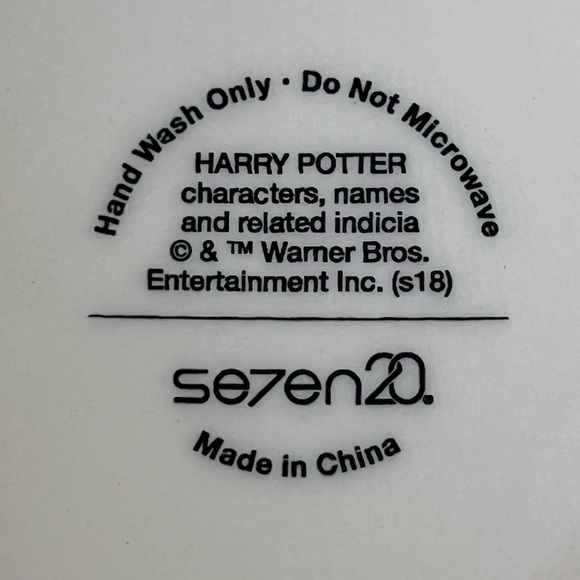 Hand Wash Only · Do Not Microwave
HARRY POTTER
characters, names
and related indicia
© & ™ Warner Bros.
Entertainment Inc. (s18)
se7en20®
Made in China